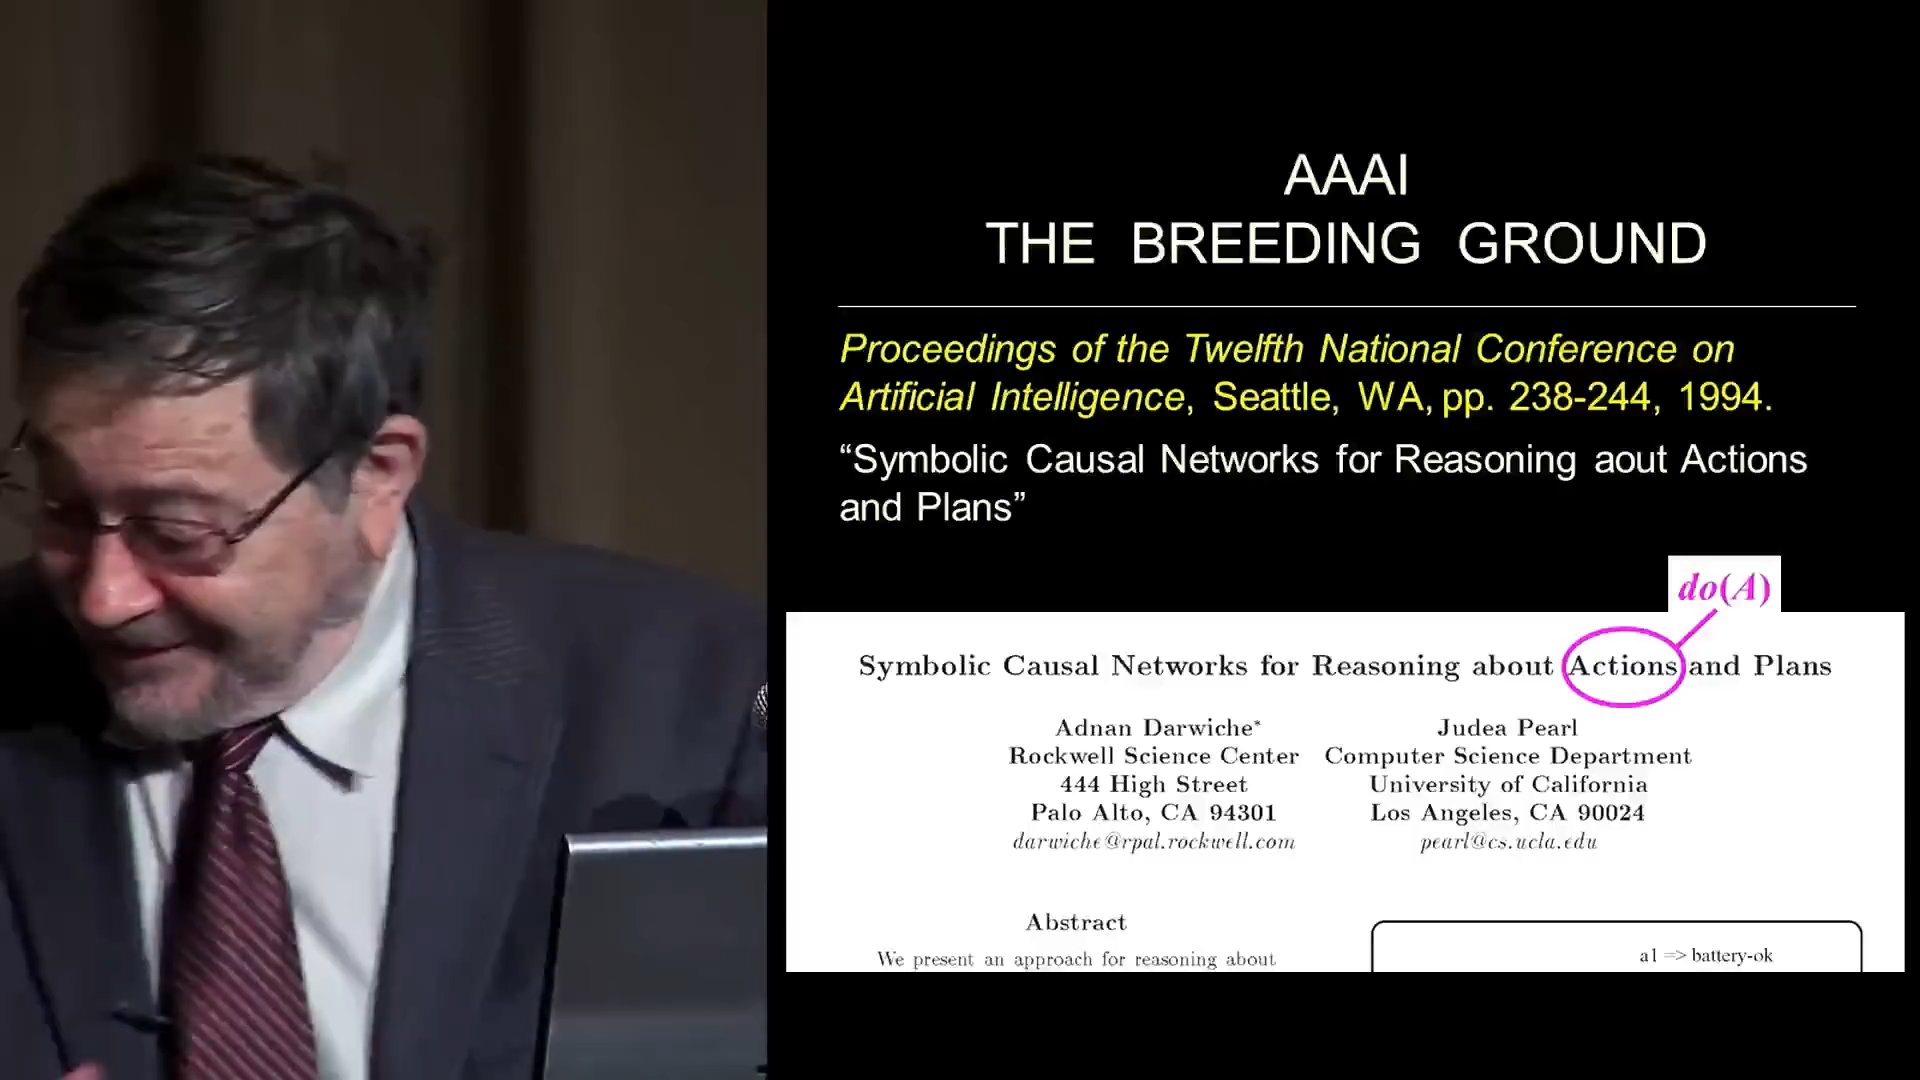 AAAI
THE BREEDING GROUND
Proceedings of the Twelfth National Conference on
Artificial Intelligence, Seattle, WA, pp. 238-244, 1994.
“Symbolic Causal Networks for Reasoning aout Actions
and Plans”
do(A)
Symbolic Causal Networks for Reasoning about Actions and Plans
Adnan Darwiche*
Rockwell Science Center
444 High Street
Palo Alto, CA 94301
darwiche@rpal.rockwell.com
Judea Pearl
Computer Science Department
University of California
Los Angeles, CA 90024
pearl@cs.ucla.edu
Abstract
We present an approach for reasoning about
a1 => battery-ok